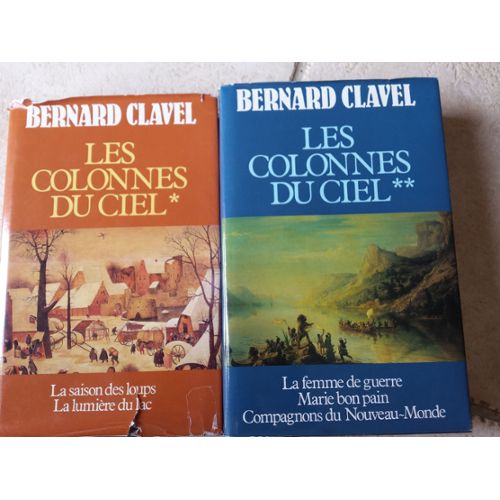 BERNARD CLAVEL
LES
COLONNES
DU CIEL*
La saison des loups
La lumière du lac
BERNARD CLAVEL
LES
COLONNES
DU CIEL**
La femme de guerre
Marie bon pain
Compagnons du Nouveau-Monde